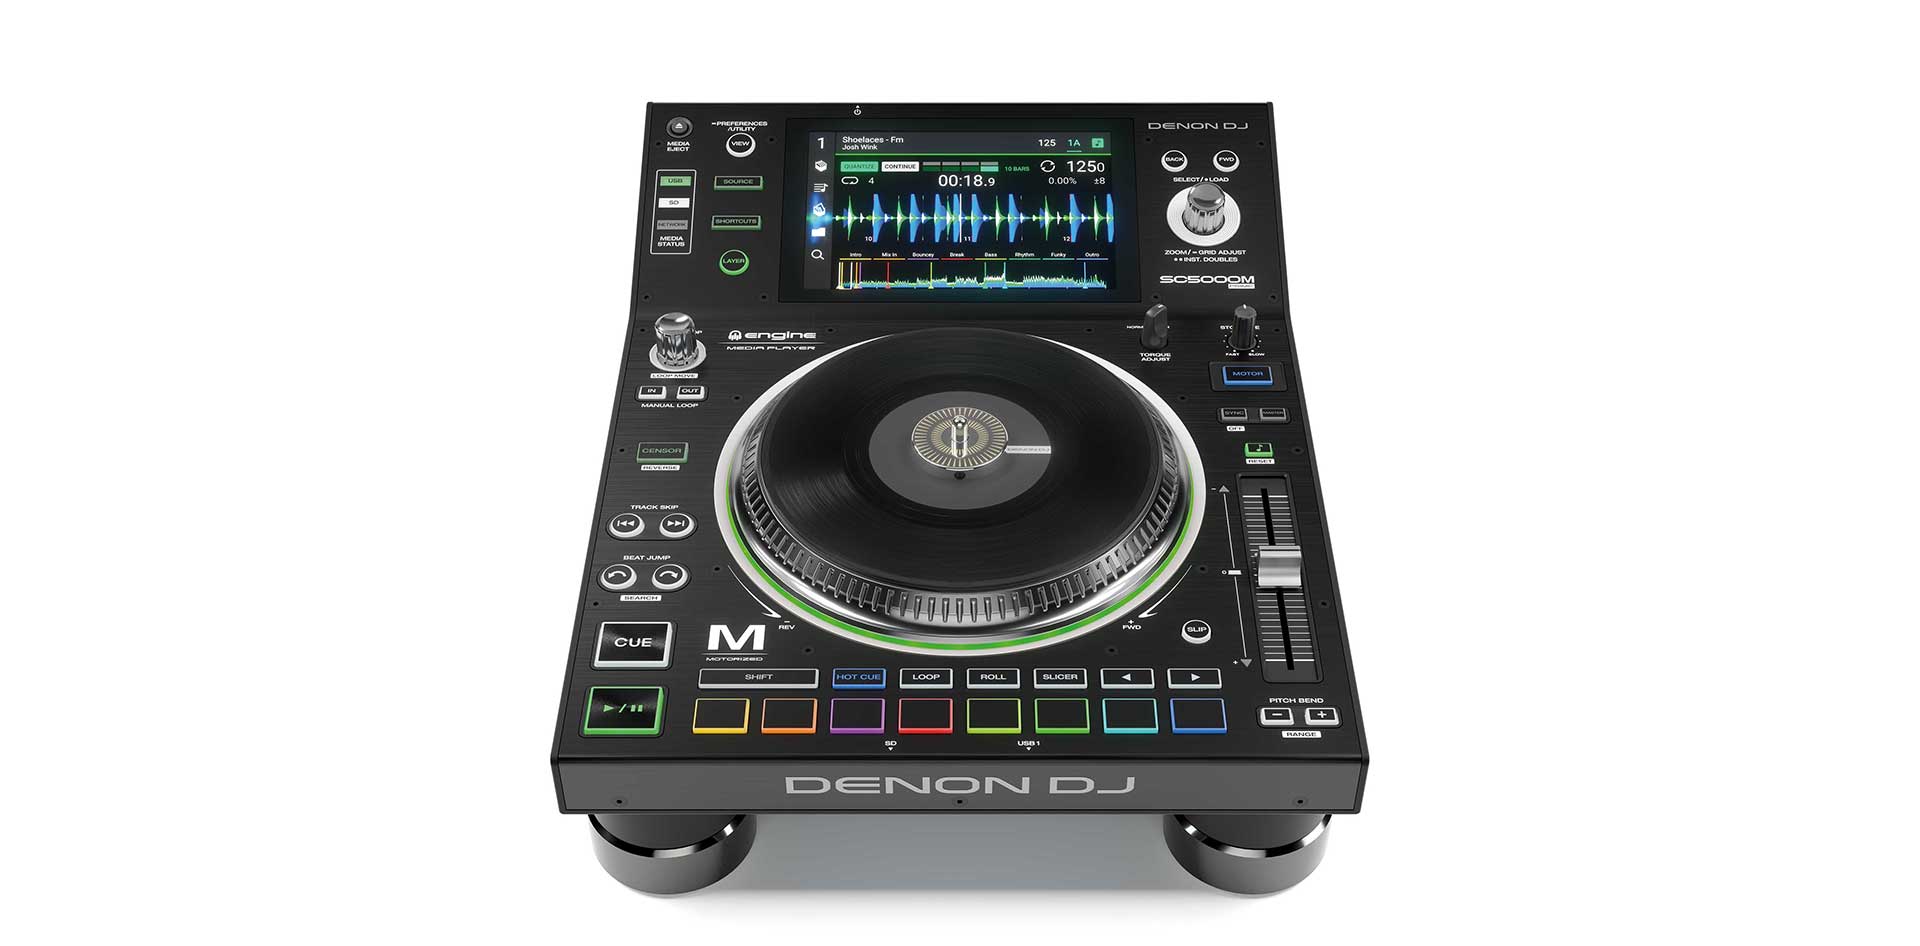 MEDIA
EJECT
-PREFERENCES
/UTILITY
VIEW
USB
SD
NETWORK
MEDIA
STATUS
SOURCE
SHORTCUTS
LAYER
1
Shoelaces - Fm
Josh Wink
125 1A
QUANTIZE CONTINUE 10 BARS 1250
4 00:18.9 0.00% ±8
10 11 12
Intro Mix In Bouncey Break Bass Rhythm Funky Outro
DENON DJ
BACK FWD
SELECT/•LOAD
ZOOM/ - GRID ADJUST
•• INST. DOUBLES
SC5000M
engine
MEDIA PLAYER
LOOP MOVE
IN OUT
MANUAL LOOP
TORQUE
ADJUST
FAST SLOW
MOTOR
SYNC MASTER
OFF
RESET
CENSOR
REVERSE
DENON DJ
TRACK SKIP
BEAT JUMP
SEARCH
CUE
M
MOTORIZED
- REV
+ FWD
SLIP
- 0 +
SHIFT HOT CUE LOOP ROLL SLICER ◀ ▶
▶/❚❚
SD USB 1
PITCH BEND
- +
RANGE
DENON DJ